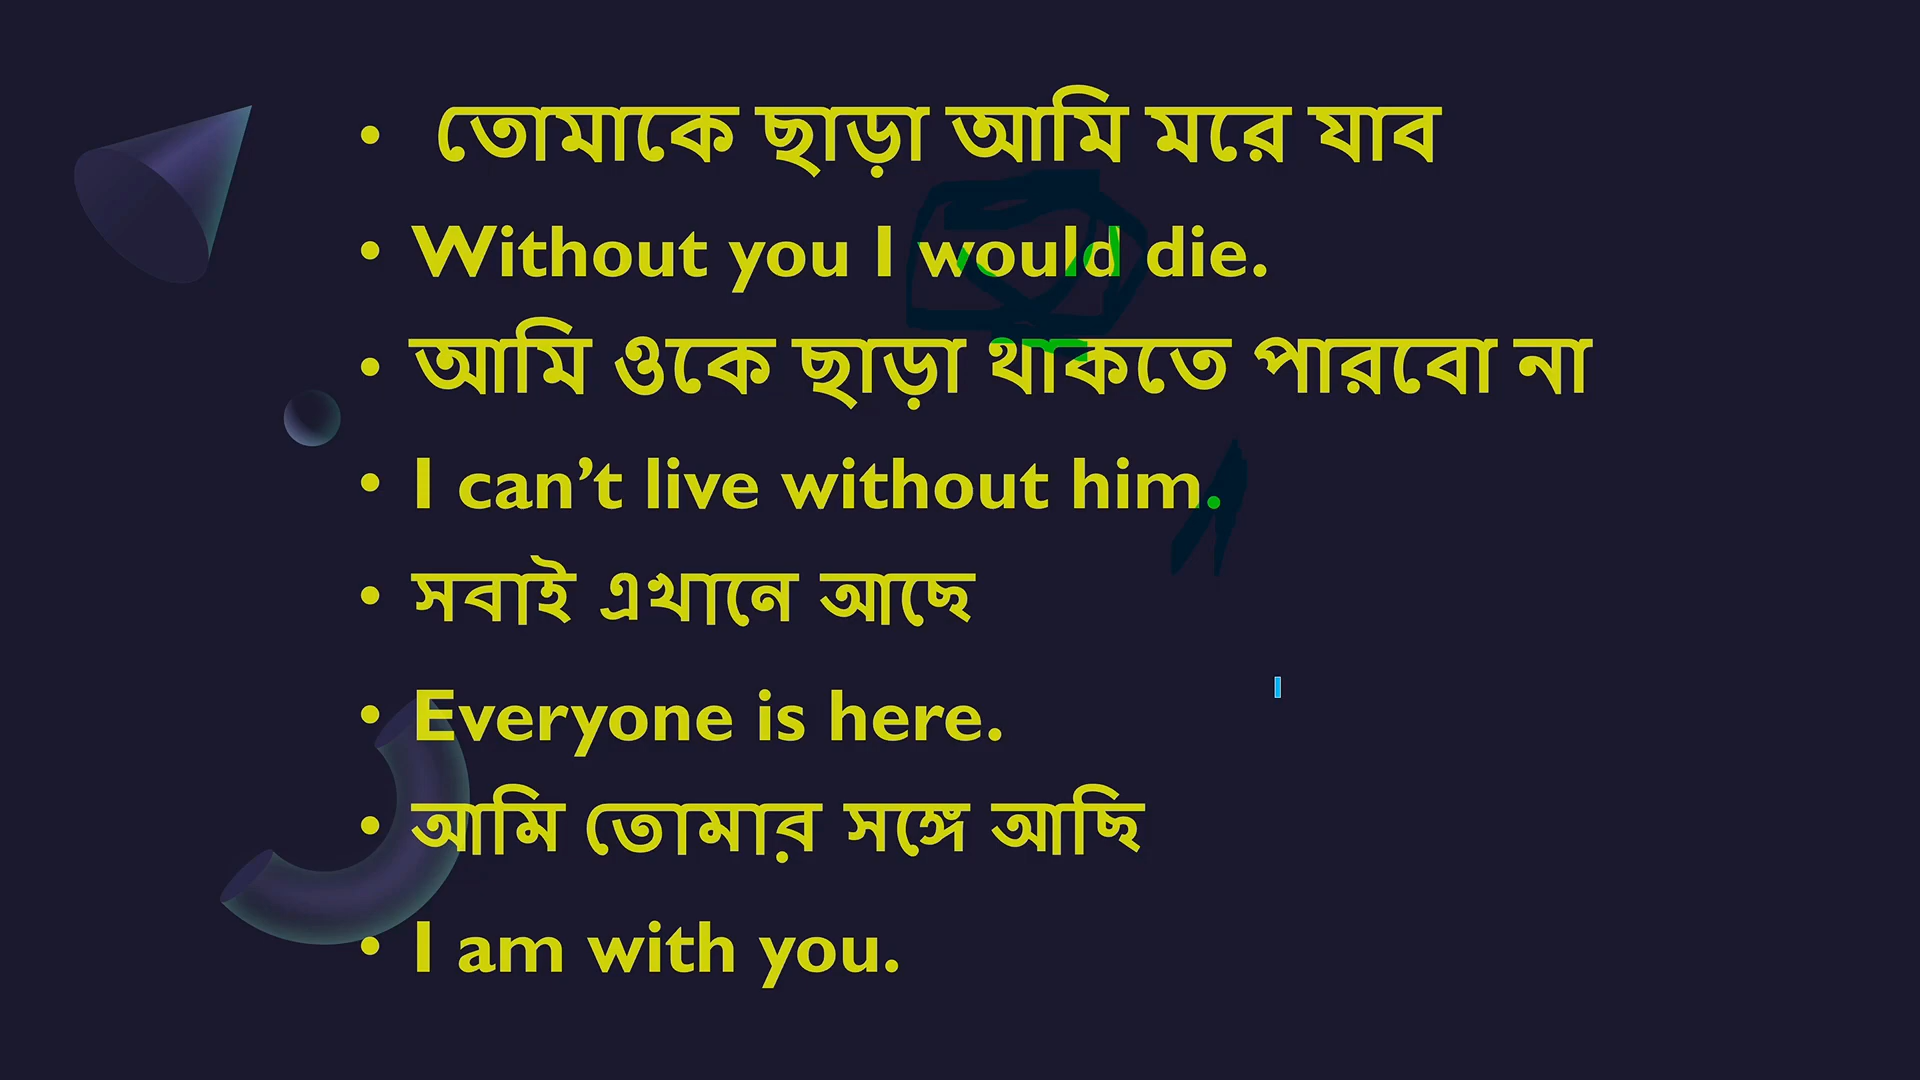 • তোমাকে ছাড়া আমি মরে যাব
• Without you I would die.
• আমি ওকে ছাড়া থাকতে পারবো না
• I can’t live without him.
• সবাই এখানে আছে
• Everyone is here.
• আমি তোমার সঙ্গে আছি
• I am with you.